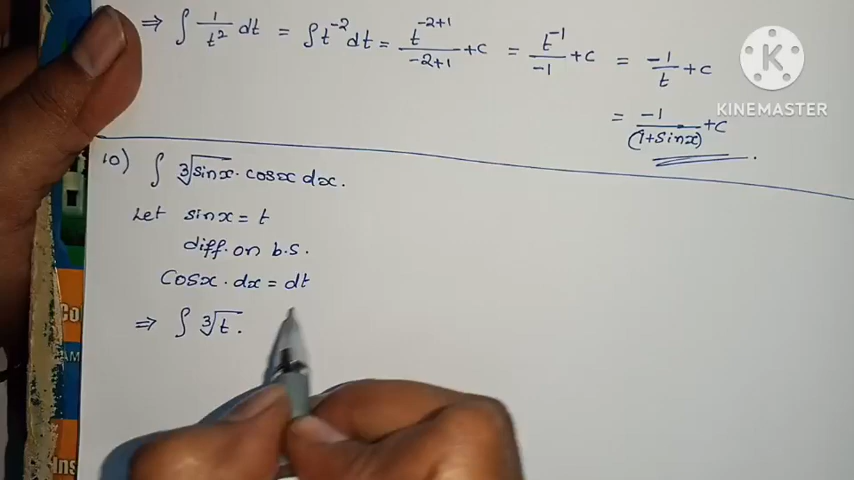 ⇒ ∫ 1/t² dt = ∫ t⁻² dt = t⁻²⁺¹/-2+1 + c = t⁻¹/-1 + c = -1/t + c
= -1/(1+sinx) + c
KINEMASTER
10) ∫ ∛sinx · cosx dx.
Let sinx = t
diff. on b.s.
Cosx · dx = dt
⇒ ∫ ∛t .